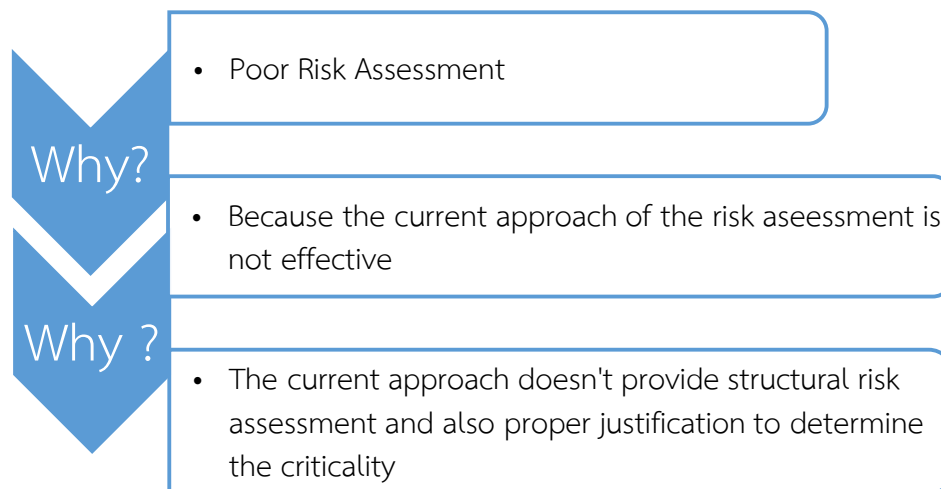 • Poor Risk Assessment
Why?
• Because the current approach of the risk aseessment is
not effective
Why ?
• The current approach doesn't provide structural risk
assessment and also proper justification to determine
the criticality